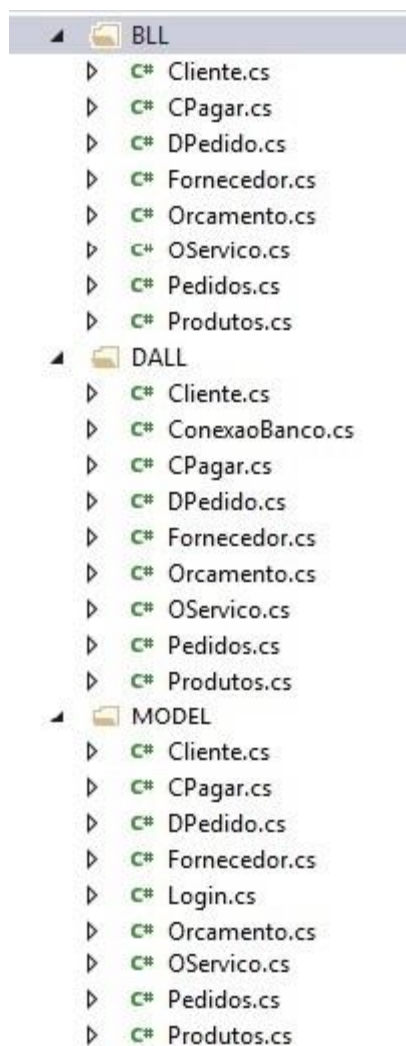 BLL
C# Cliente.cs
C# CPagar.cs
C# DPedido.cs
C# Fornecedor.cs
C# Orcamento.cs
C# OServico.cs
C# Pedidos.cs
C# Produtos.cs
DALL
C# Cliente.cs
C# ConexaoBanco.cs
C# CPagar.cs
C# DPedido.cs
C# Fornecedor.cs
C# Orcamento.cs
C# OServico.cs
C# Pedidos.cs
C# Produtos.cs
MODEL
C# Cliente.cs
C# CPagar.cs
C# DPedido.cs
C# Fornecedor.cs
C# Login.cs
C# Orcamento.cs
C# OServico.cs
C# Pedidos.cs
C# Produtos.cs